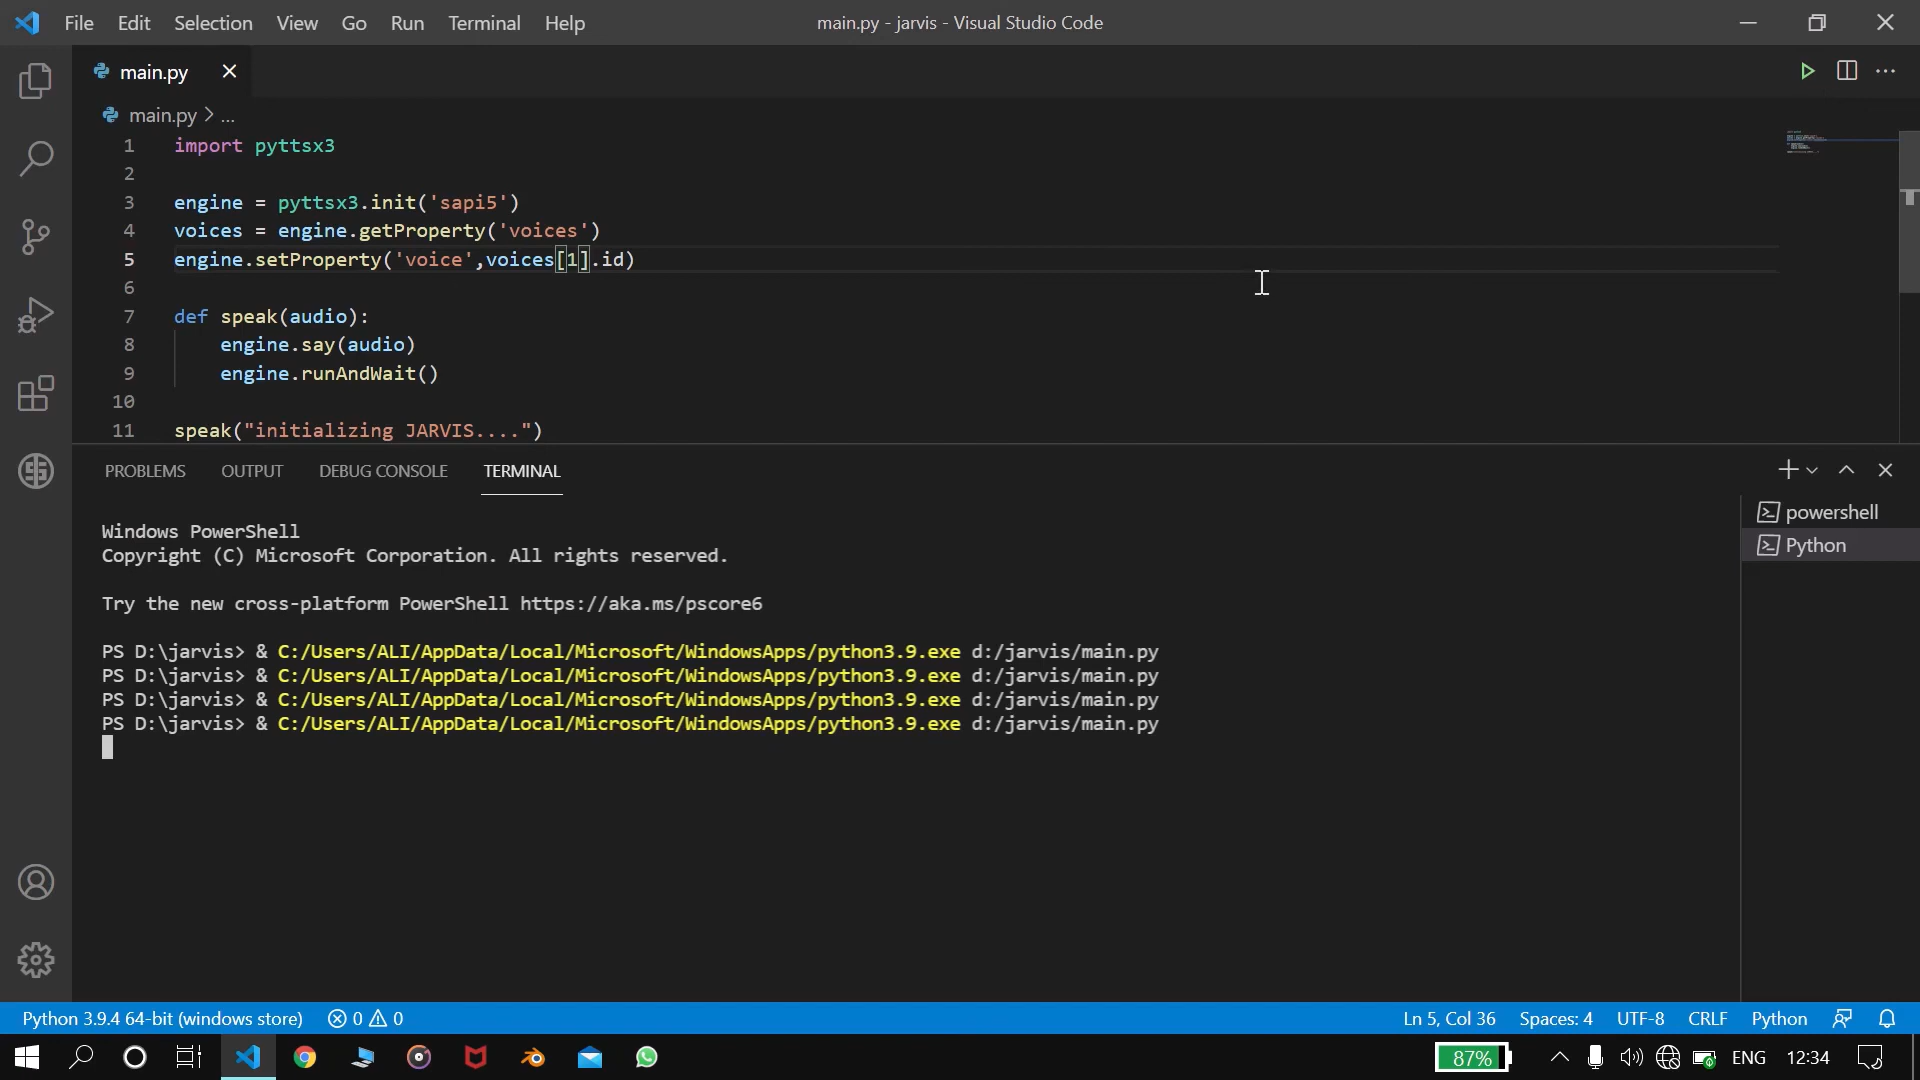 File Edit Selection View Go Run Terminal Help main.py - jarvis - Visual Studio Code
main.py
main.py > ...
1 import pyttsx3
2
3 engine = pyttsx3.init('sapi5')
4 voices = engine.getProperty('voices')
5 engine.setProperty('voice',voices[1].id)
6
7 def speak(audio):
8 engine.say(audio)
9 engine.runAndWait()
10
11 speak("initializing JARVIS....")
PROBLEMS OUTPUT DEBUG CONSOLE TERMINAL
powershell
Python
Windows PowerShell
Copyright (C) Microsoft Corporation. All rights reserved.
Try the new cross-platform PowerShell https://aka.ms/pscore6
PS D:\jarvis> & C:/Users/ALI/AppData/Local/Microsoft/WindowsApps/python3.9.exe d:/jarvis/main.py
PS D:\jarvis> & C:/Users/ALI/AppData/Local/Microsoft/WindowsApps/python3.9.exe d:/jarvis/main.py
PS D:\jarvis> & C:/Users/ALI/AppData/Local/Microsoft/WindowsApps/python3.9.exe d:/jarvis/main.py
PS D:\jarvis> & C:/Users/ALI/AppData/Local/Microsoft/WindowsApps/python3.9.exe d:/jarvis/main.py
Python 3.9.4 64-bit (windows store) 0 0 Ln 5, Col 36 Spaces: 4 UTF-8 CRLF Python
87% ENG 12:34